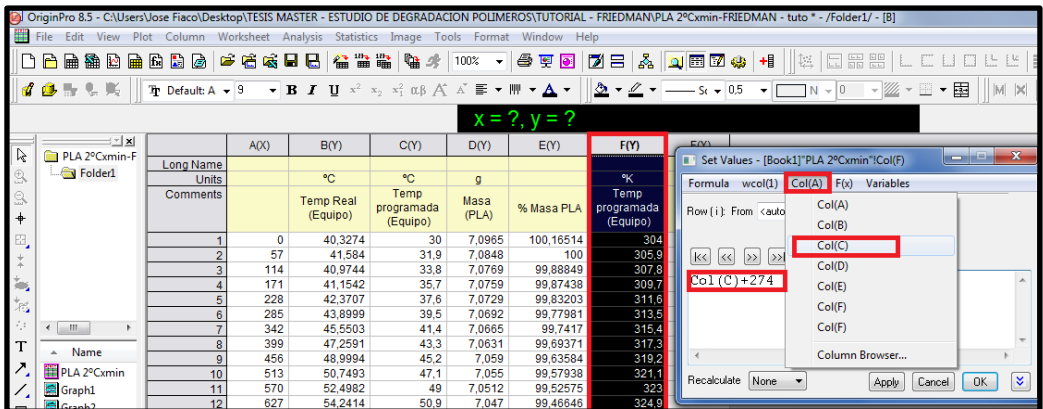 OriginPro 8.5 - C:\Users\Jose Fiaco\Desktop\TESIS MASTER - ESTUDIO DE DEGRADACION POLIMEROS\TUTORIAL - FRIEDMAN\PLA 2ºCxmin-FRIEDMAN - tuto * - /Folder1/ - [B]
File Edit View Plot Column Worksheet Analysis Statistics Image Tools Format Window Help
100%
Default: A 9 B I U x² x₂ αβ A A 0,5 N 0
x = ?, y = ?
PLA 2ºCxmin-F
Folder1
A(X) B(Y) C(Y) D(Y) E(Y) F(Y)
Long Name
Units ºC ºC g ºK
Comments Temp Real (Equipo) Temp programada (Equipo) Masa (PLA) % Masa PLA Temp programada (Equipo)
1 0 40,3274 30 7,0965 100,16514 304
2 57 41,584 31,9 7,0848 100 305,9
3 114 40,9744 33,8 7,0769 99,88849 307,8
4 171 41,1542 35,7 7,0759 99,87438 309,7
5 228 42,3707 37,6 7,0729 99,83203 311,6
6 285 43,8999 39,5 7,0692 99,77981 313,5
7 342 45,5503 41,4 7,0665 99,7417 315,4
8 399 47,2591 43,3 7,0631 99,69371 317,3
9 456 48,9994 45,2 7,059 99,63584 319,2
10 513 50,7493 47,1 7,055 99,57938 321,1
11 570 52,4982 49 7,0512 99,52575 323
12 627 54,2414 50,9 7,047 99,46646 324,9
Name
PLA 2ºCxmin
Graph1
Graph2
Set Values - [Book1]"PLA 2ºCxmin"!Col(F)
Formula wcol(1) Col(A) F(x) Variables
Row (i): From <auto
<< < >> >>
Col(C)+274
Col(A)
Col(B)
Col(C)
Col(D)
Col(E)
Col(F)
Col(F)
Column Browser...
Recalculate None Apply Cancel OK